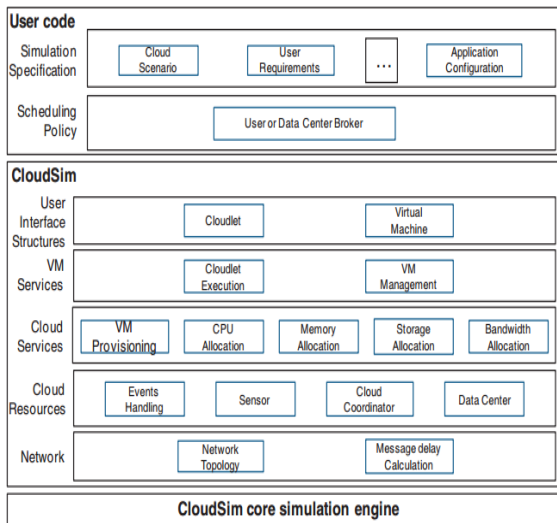 User code
Simulation
Specification
Cloud
Scenario
User
Requirements
...
Application
Configuration
Scheduling
Policy
User or Data Center Broker
CloudSim
User
Interface
Structures
Cloudlet
Virtual
Machine
VM
Services
Cloudlet
Execution
VM
Management
Cloud
Services
VM
Provisioning
CPU
Allocation
Memory
Allocation
Storage
Allocation
Bandwidth
Allocation
Cloud
Resources
Events
Handling
Sensor
Cloud
Coordinator
Data Center
Network
Network
Topology
Message delay
Calculation
CloudSim core simulation engine